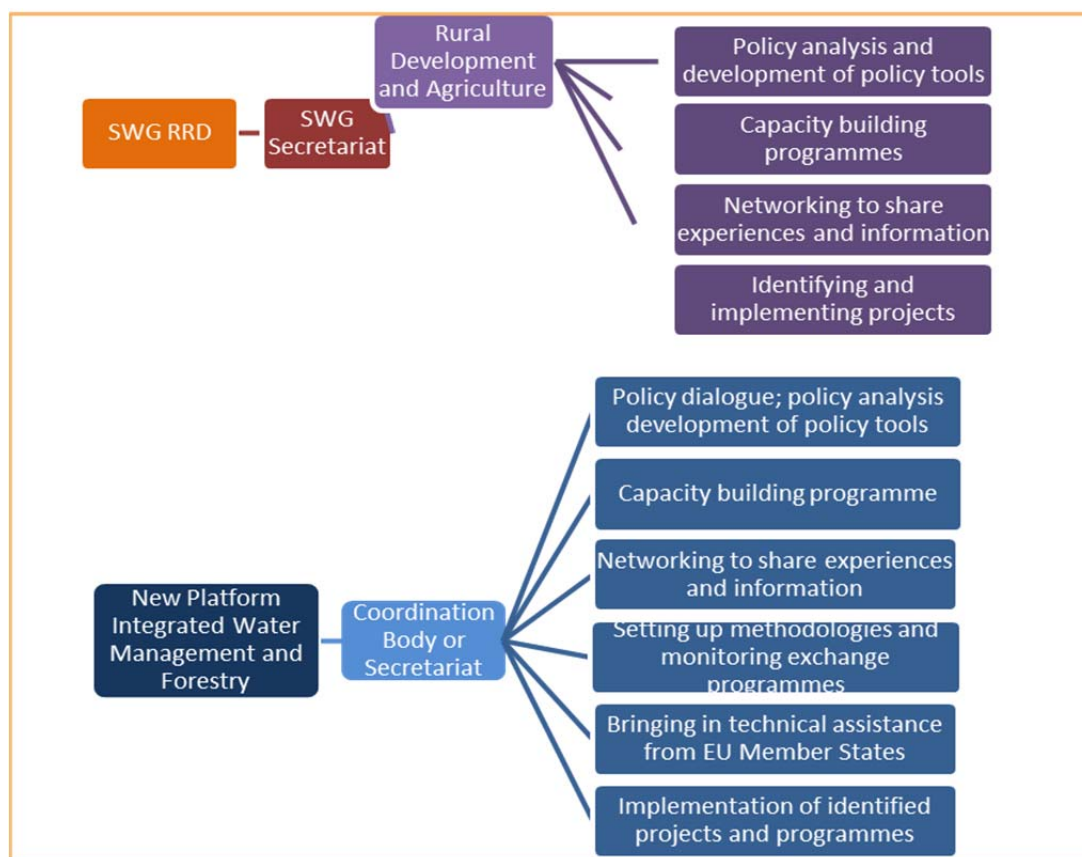 Rural
Development
and Agriculture
SWG RRD
SWG
Secretariat
Policy analysis and
development of policy tools
Capacity building
programmes
Networking to share
experiences and information
Identifying and
implementing projects
New Platform
Integrated Water
Management and
Forestry
Coordination
Body or
Secretariat
Policy dialogue; policy analysis
development of policy tools
Capacity building programme
Networking to share experiences
and information
Setting up methodologies and
monitoring exchange
programmes
Bringing in technical assistance
from EU Member States
Implementation of identified
projects and programmes